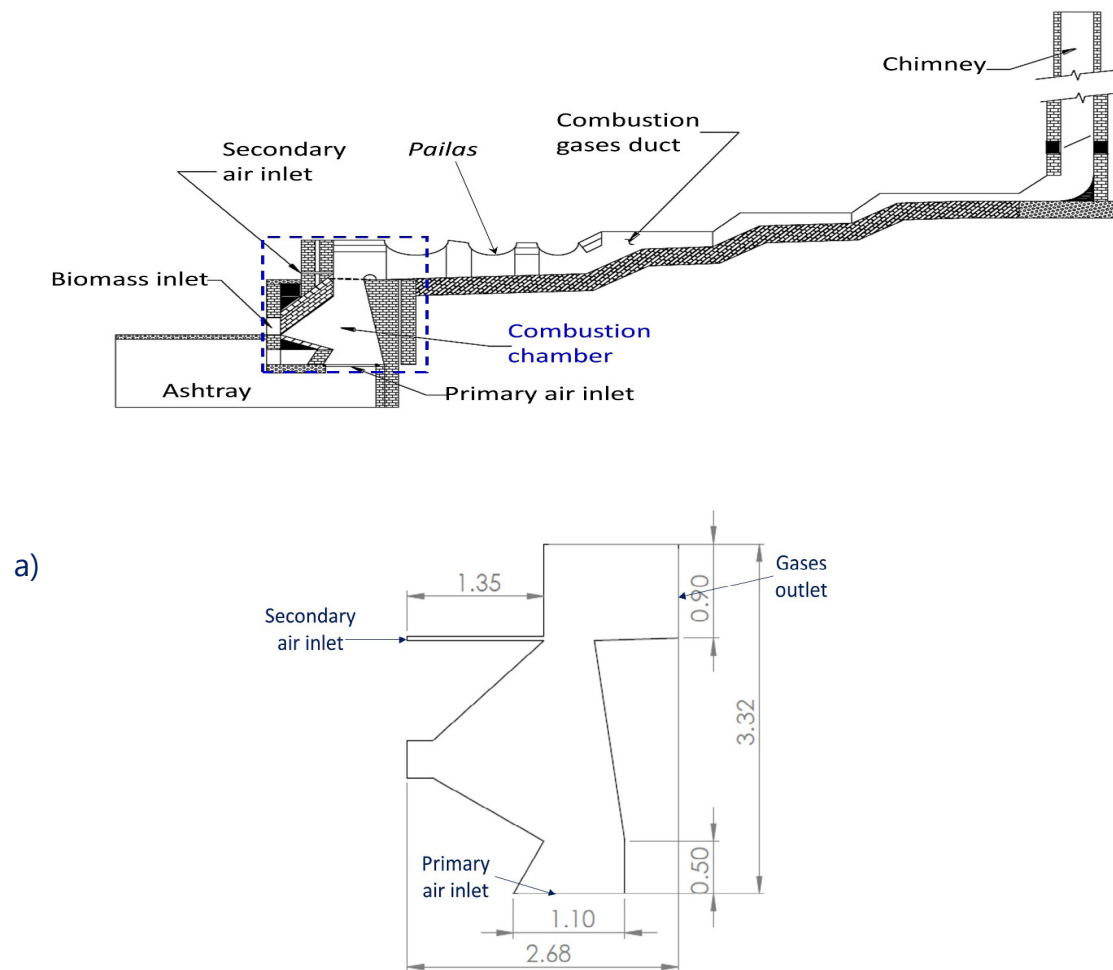 Chimney
Combustion
gases duct
Pailas
Secondary
air inlet
Biomass inlet
Combustion
chamber
Ashtray
Primary air inlet
a)
1.35
Gases
outlet
0.90
Secondary
air inlet
3.32
Primary
air inlet
0.50
1.10
2.68